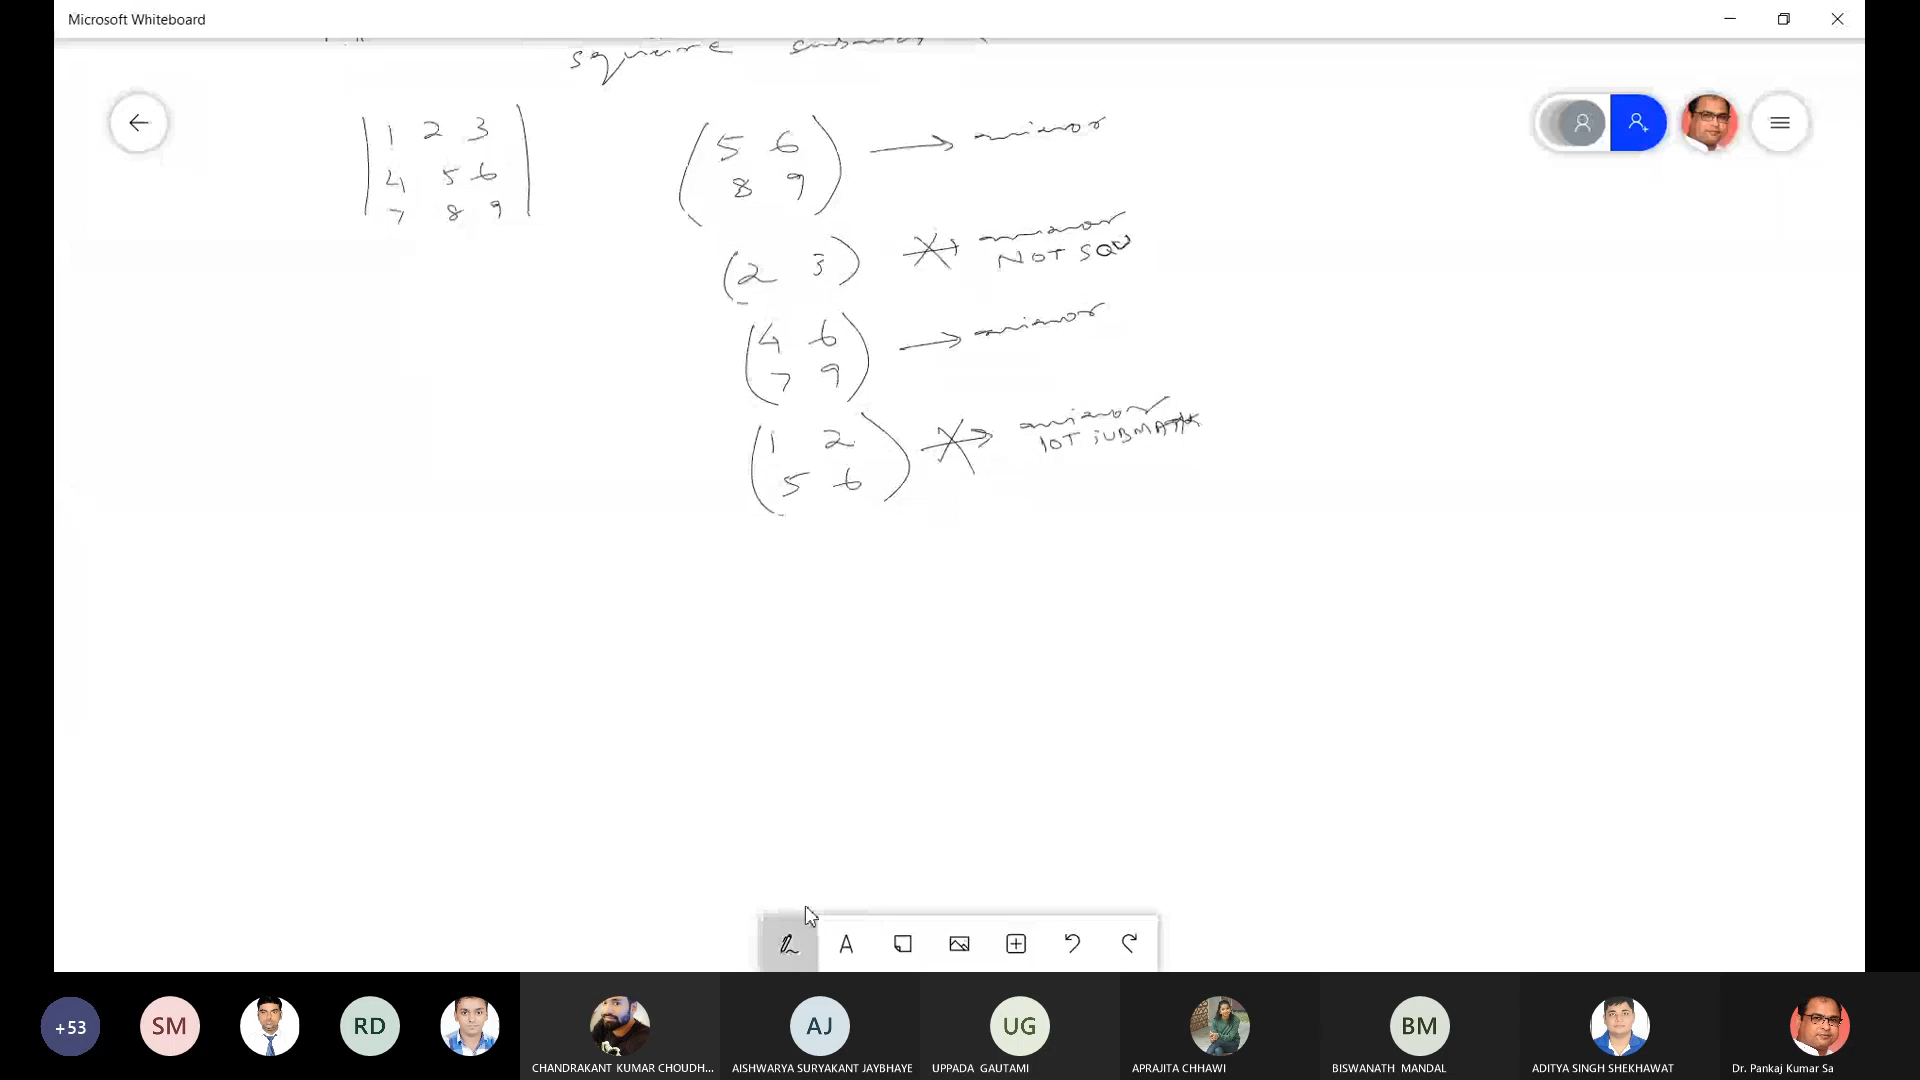 Microsoft Whiteboard
square
1 2 3
4 5 6
7 8 9
5 6
8 9
minor
(2 3)
minor
NOT SQU
4 6
7 9
minor
1 2
5 6
minor
A
+53
SM
RD
AJ
UG
BM
CHANDRAKANT KUMAR CHOUDH...
AISHWARYA SURYAKANT JAYBHAYE
UPPADA GAUTAMI
APRAJITA CHHAWI
BISWANATH MANDAL
ADITYA SINGH SHEKHAWAT
Dr. Pankaj Kumar Sa